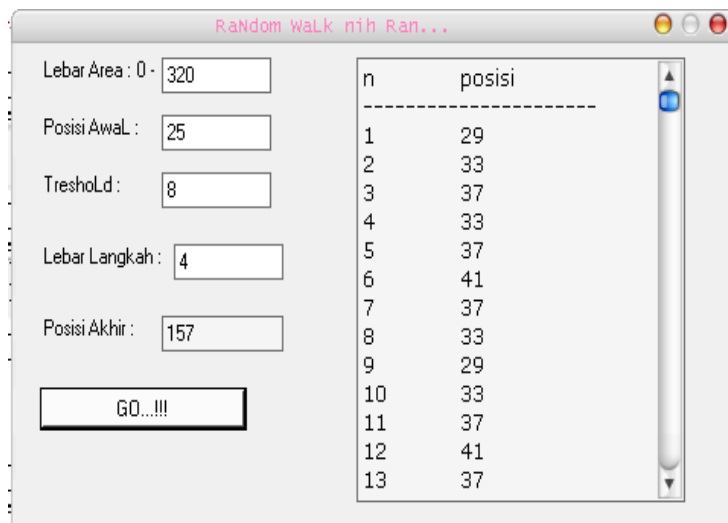 RaNdom WaLk nih Ran...
Lebar Area : 0 - 320
Posisi AwaL : 25
TreshoLd : 8
Lebar Langkah : 4
Posisi Akhir : 157
GO...!!!
n posisi
----------------------
1 29
2 33
3 37
4 33
5 37
6 41
7 37
8 33
9 29
10 33
11 37
12 41
13 37